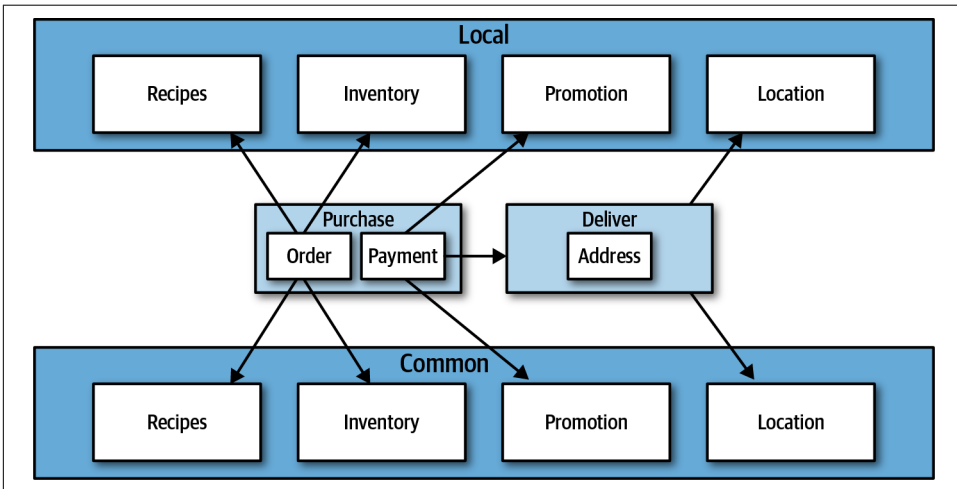 Local
Recipes
Inventory
Promotion
Location
Purchase
Order
Payment
Deliver
Address
Common
Recipes
Inventory
Promotion
Location